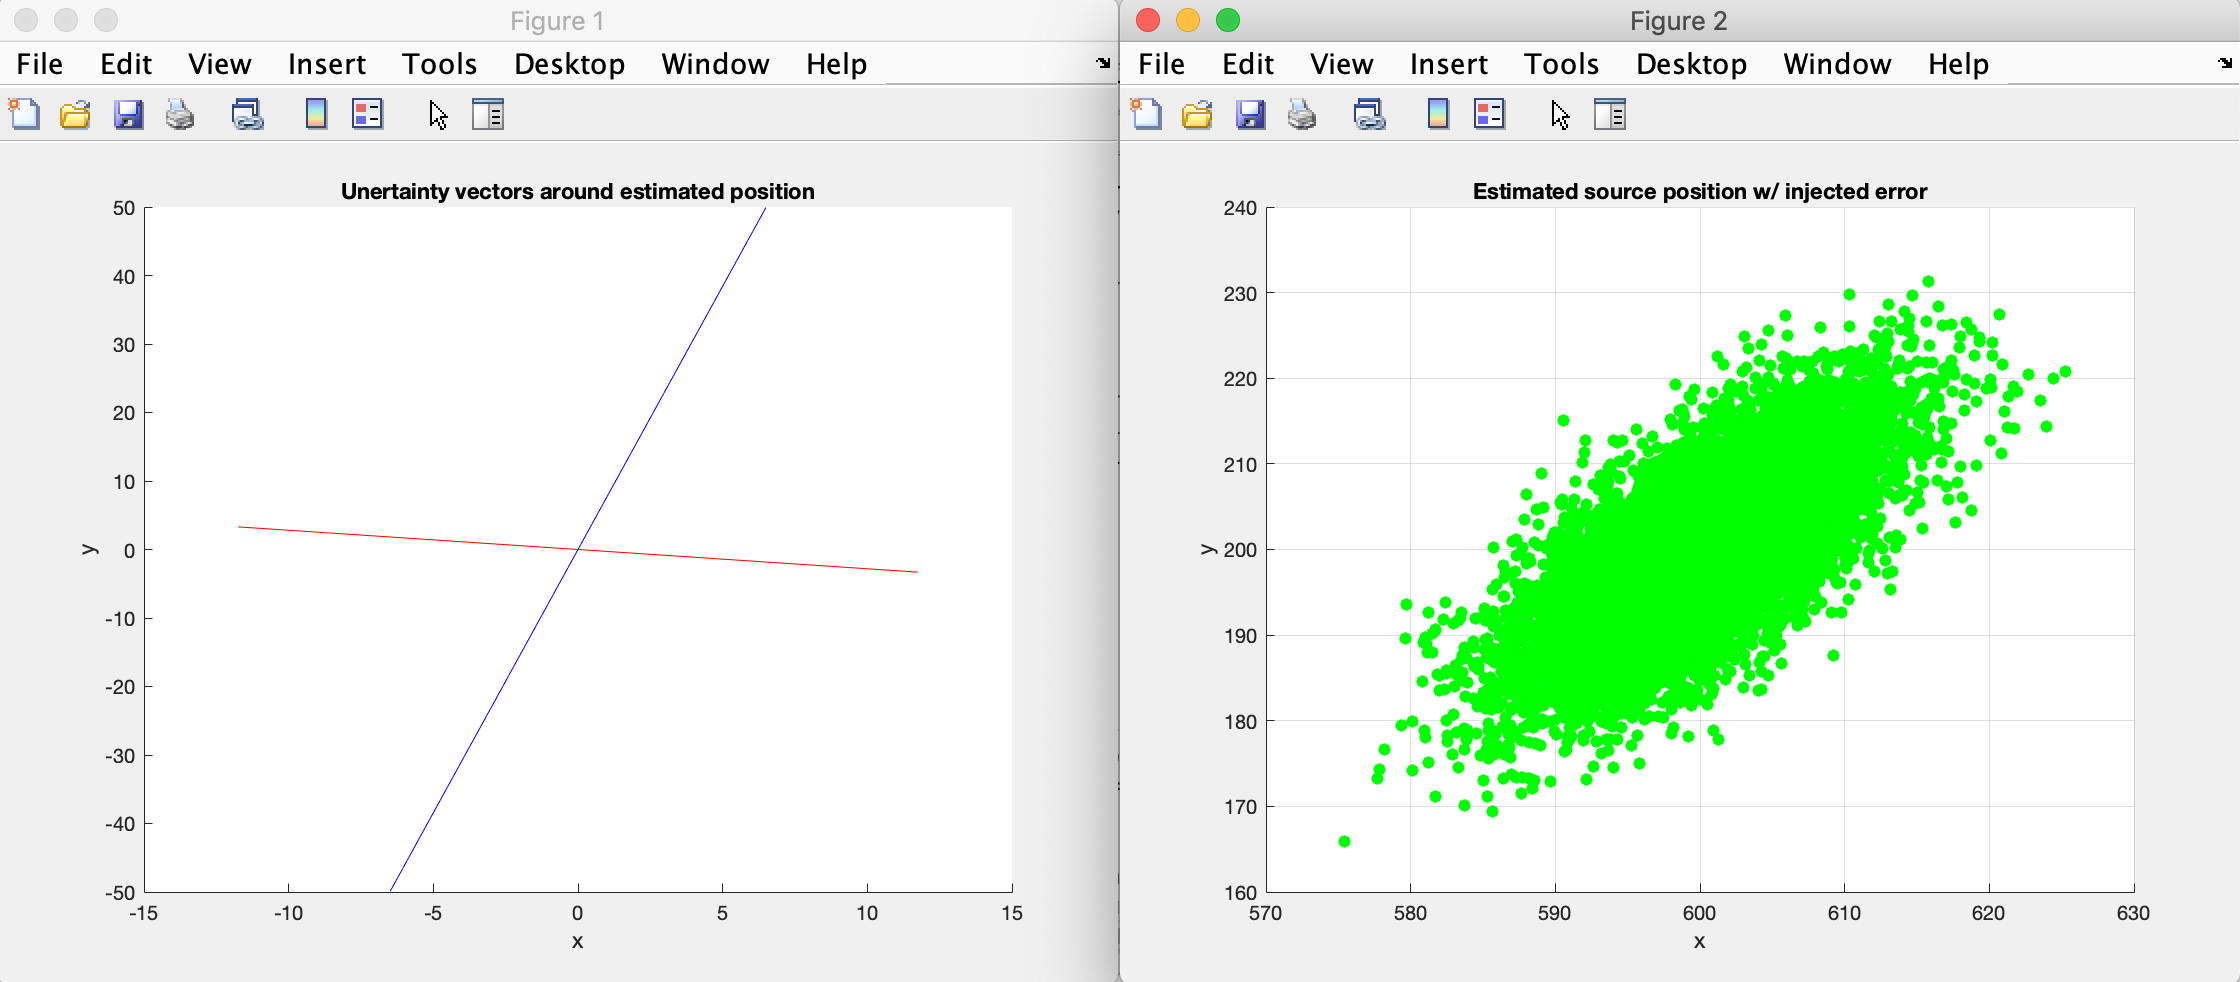 Figure 1
File Edit View Insert Tools Desktop Window Help
Unertainty vectors around estimated position
50
40
30
20
10
0
-10
-20
-30
-40
-50
y
-15 -10 -5 0 5 10 15
x
Figure 2
File Edit View Insert Tools Desktop Window Help
Estimated source position w/ injected error
240
230
220
210
200
190
180
170
160
y
570 580 590 600 610 620 630
x